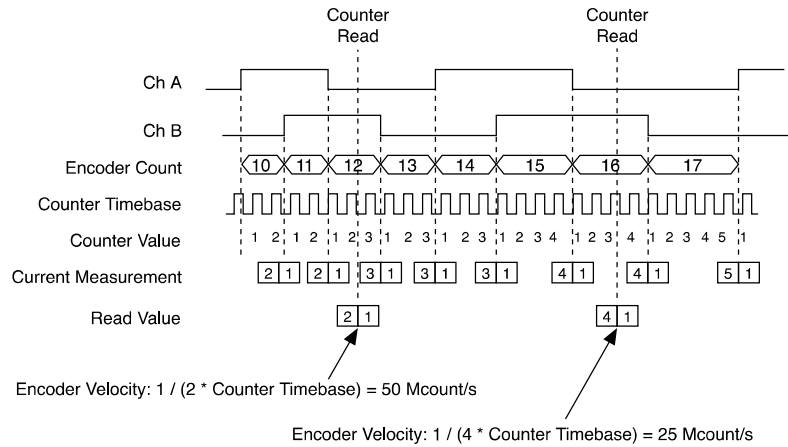 Counter Read Counter Read
Ch A
Ch B
Encoder Count 10 11 12 13 14 15 16 17
Counter Timebase
Counter Value 1 2 1 2 1 2 3 1 2 3 1 2 3 1 2 3 4 1 2 3 4 1 2 3 4 5 1
Current Measurement 2 1 2 1 3 1 3 1 3 1 4 1 4 1 5 1
Read Value 2 1 4 1
Encoder Velocity: 1 / (2 * Counter Timebase) = 50 Mcount/s
Encoder Velocity: 1 / (4 * Counter Timebase) = 25 Mcount/s